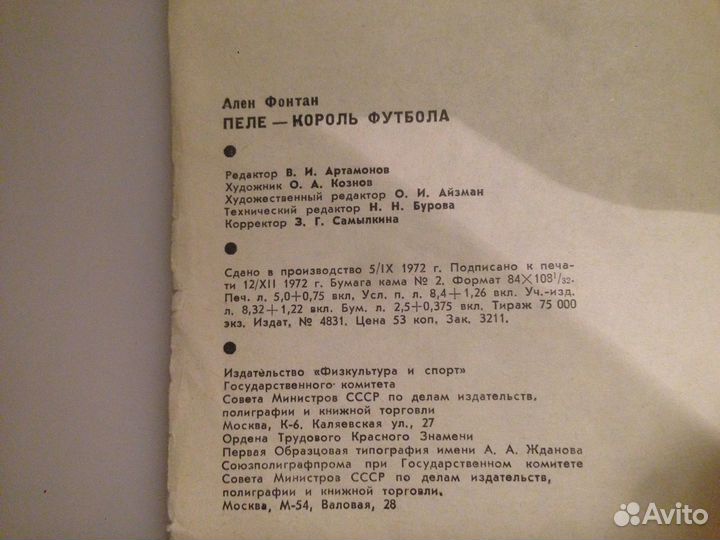 Ален Фонтан
ПЕЛЕ — КОРОЛЬ ФУТБОЛА
Редактор В. И. Артамонов
Художник О. А. Кознов
Художественный редактор О. И. Айзман
Технический редактор Н. Н. Бурова
Корректор З. Г. Самылкина
Сдано в производство 5/IX 1972 г. Подписано к печа-
ти 12/XII 1972 г. Бумага кама № 2. Формат 84×108¹/₃₂.
Печ. л. 5,0+0,75 вкл. Усл. п. л. 8,4+1,26 вкл. Уч.-изд.
л. 8,32+1,22 вкл. Бум. л. 2,5+0,375 вкл. Тираж 75 000
экз. Издат, № 4831. Цена 53 коп. Зак. 3211.
Издательство «Физкультура и спорт»
Государственного комитета
Совета Министров СССР по делам издательств,
полиграфии и книжной торговли
Москва, К-6. Каляевская ул., 27
Ордена Трудового Красного Знамени
Первая Образцовая типография имени А. А. Жданова
Союзполиграфпрома при Государственном комитете
Совета Министров СССР по делам издательств,
полиграфии и книжной торговли.
Москва, М-54, Валовая, 28
Avito